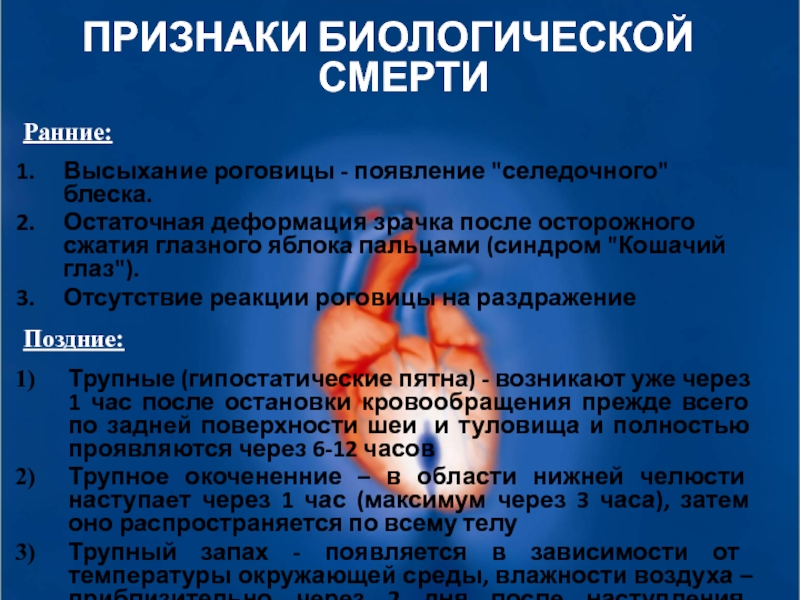 ПРИЗНАКИ БИОЛОГИЧЕСКОЙ
СМЕРТИ
Ранние:
1. Высыхание роговицы - появление "селедочного"
блеска.
2. Остаточная деформация зрачка после осторожного
сжатия глазного яблока пальцами (синдром "Кошачий
глаз").
3. Отсутствие реакции роговицы на раздражение
Поздние:
1) Трупные (гипостатические пятна) - возникают уже через
1 час после остановки кровообращения прежде всего
по задней поверхности шеи и туловища и полностью
проявляются через 6-12 часов
2) Трупное окоченение – в области нижней челюсти
наступает через 1 час (максимум через 3 часа), затем
оно распространяется по всему телу
3) Трупный запах - появляется в зависимости от
температуры окружающей среды, влажности воздуха –
приблизительно через 2 дня после наступления